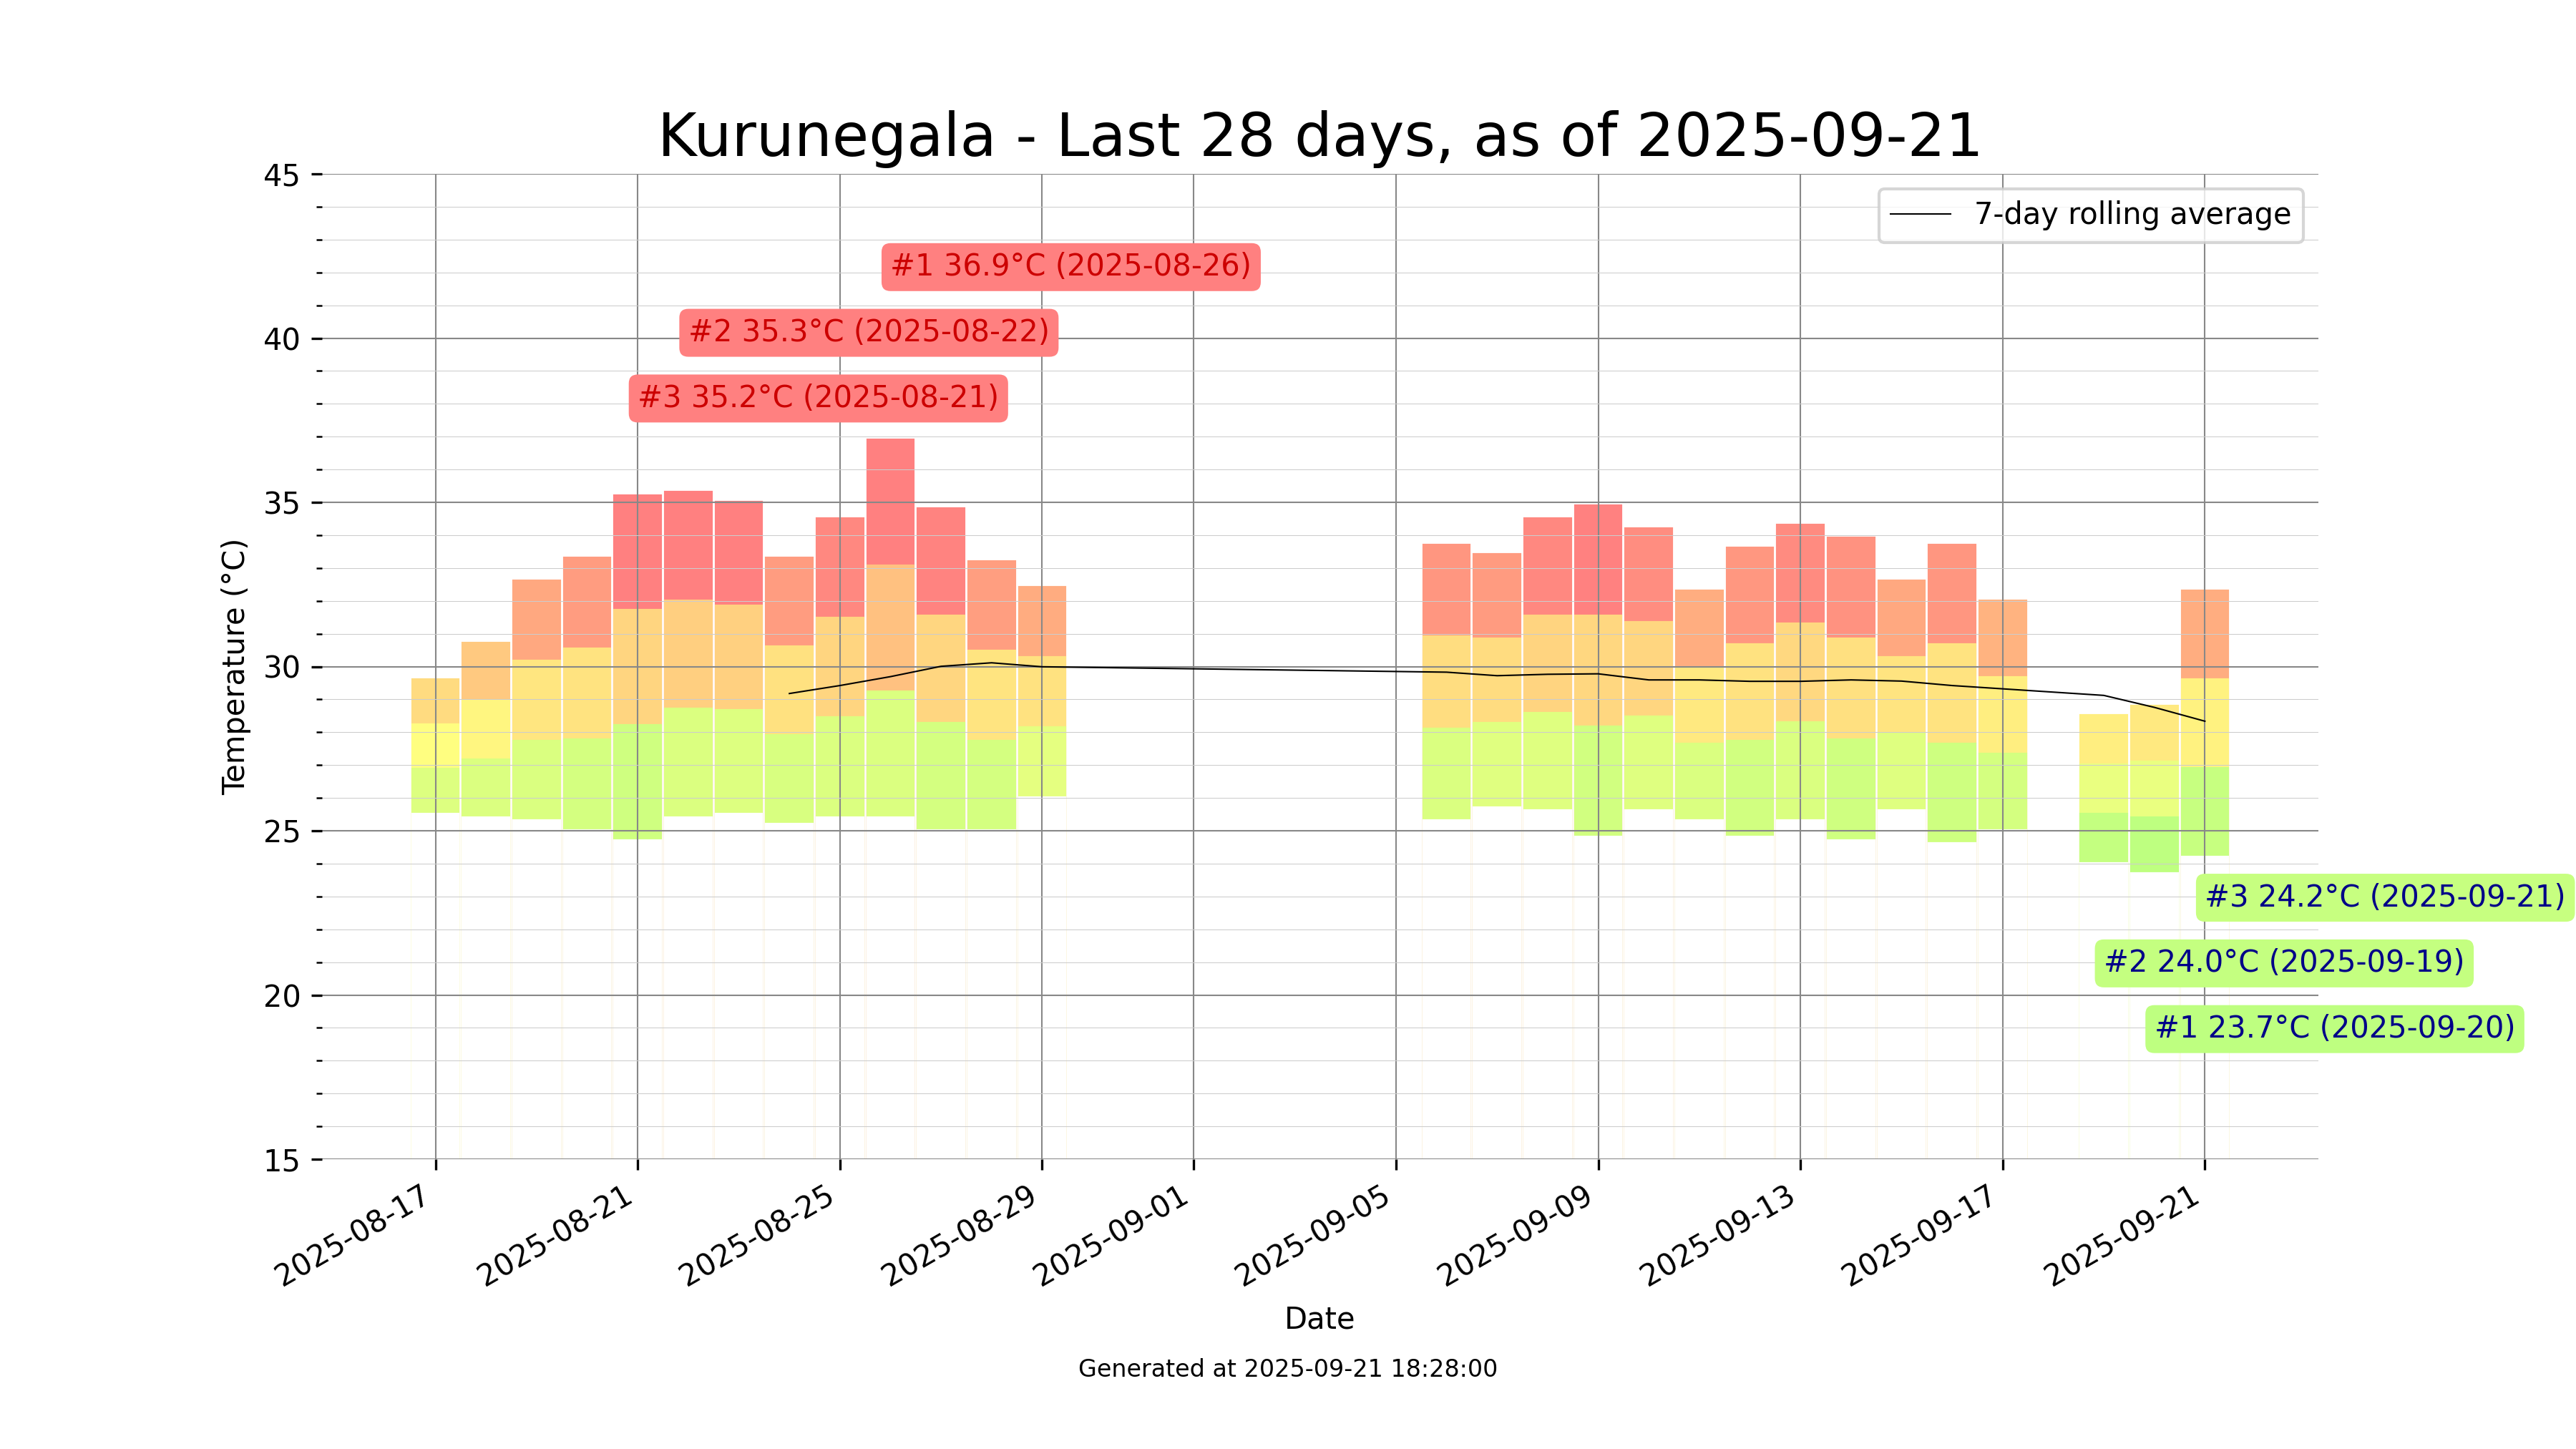 Kurunegala - Last 28 days, as of 2025-09-21
45
7-day rolling average
#1 36.9°C (2025-08-26)
#2 35.3°C (2025-08-22)
40
#3 35.2°C (2025-08-21)
35
Temperature (°C)
30
25
#3 24.2°C (2025-09-21)
#2 24.0°C (2025-09-19)
20
#1 23.7°C (2025-09-20)
15
2025-08-17
2025-08-21
2025-08-25
2025-08-29
2025-09-01
2025-09-05
2025-09-09
2025-09-13
2025-09-17
2025-09-21
Date
Generated at 2025-09-21 18:28:00